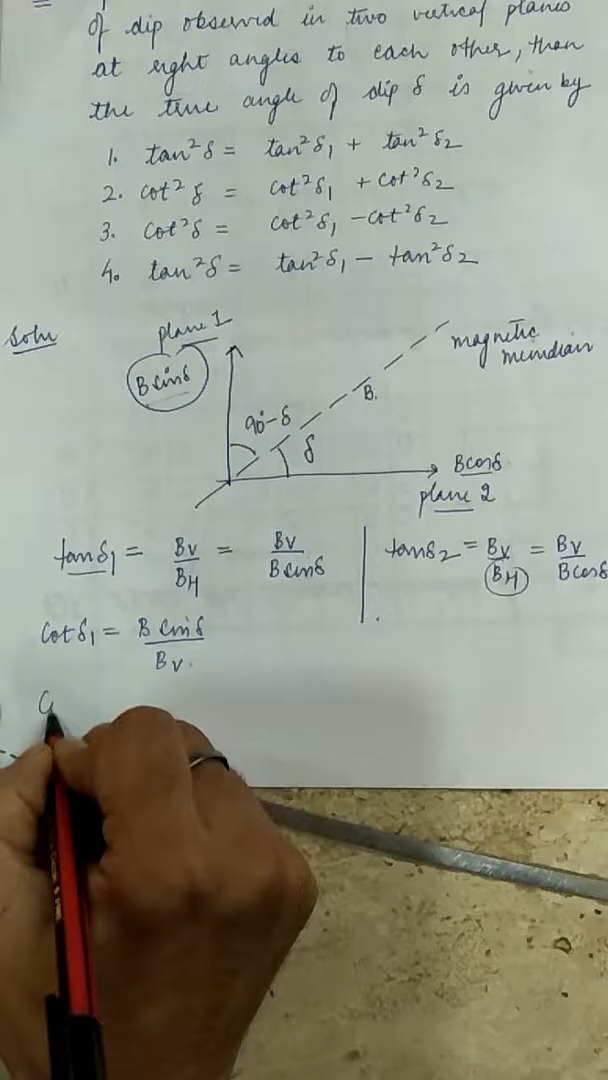 of dip observed in two vertical planes
at right angles to each other, then
the true angle of dip δ is given by
1. tan²δ = tan²δ₁ + tan²δ₂
2. cot²δ = cot²δ₁ + cot²δ₂
3. cot²δ = cot²δ₁ - cot²δ₂
4. tan²δ = tan²δ₁ - tan²δ₂
Soln
plane 1
magnetic
meridian
B sinδ
B.
90°-δ
δ
B cosδ
plane 2
tanδ₁ = BV/BH = BV/B sinδ
tanδ₂ = BV/BH = BV/B cosδ
cotδ₁ = B sinδ/BV.
C